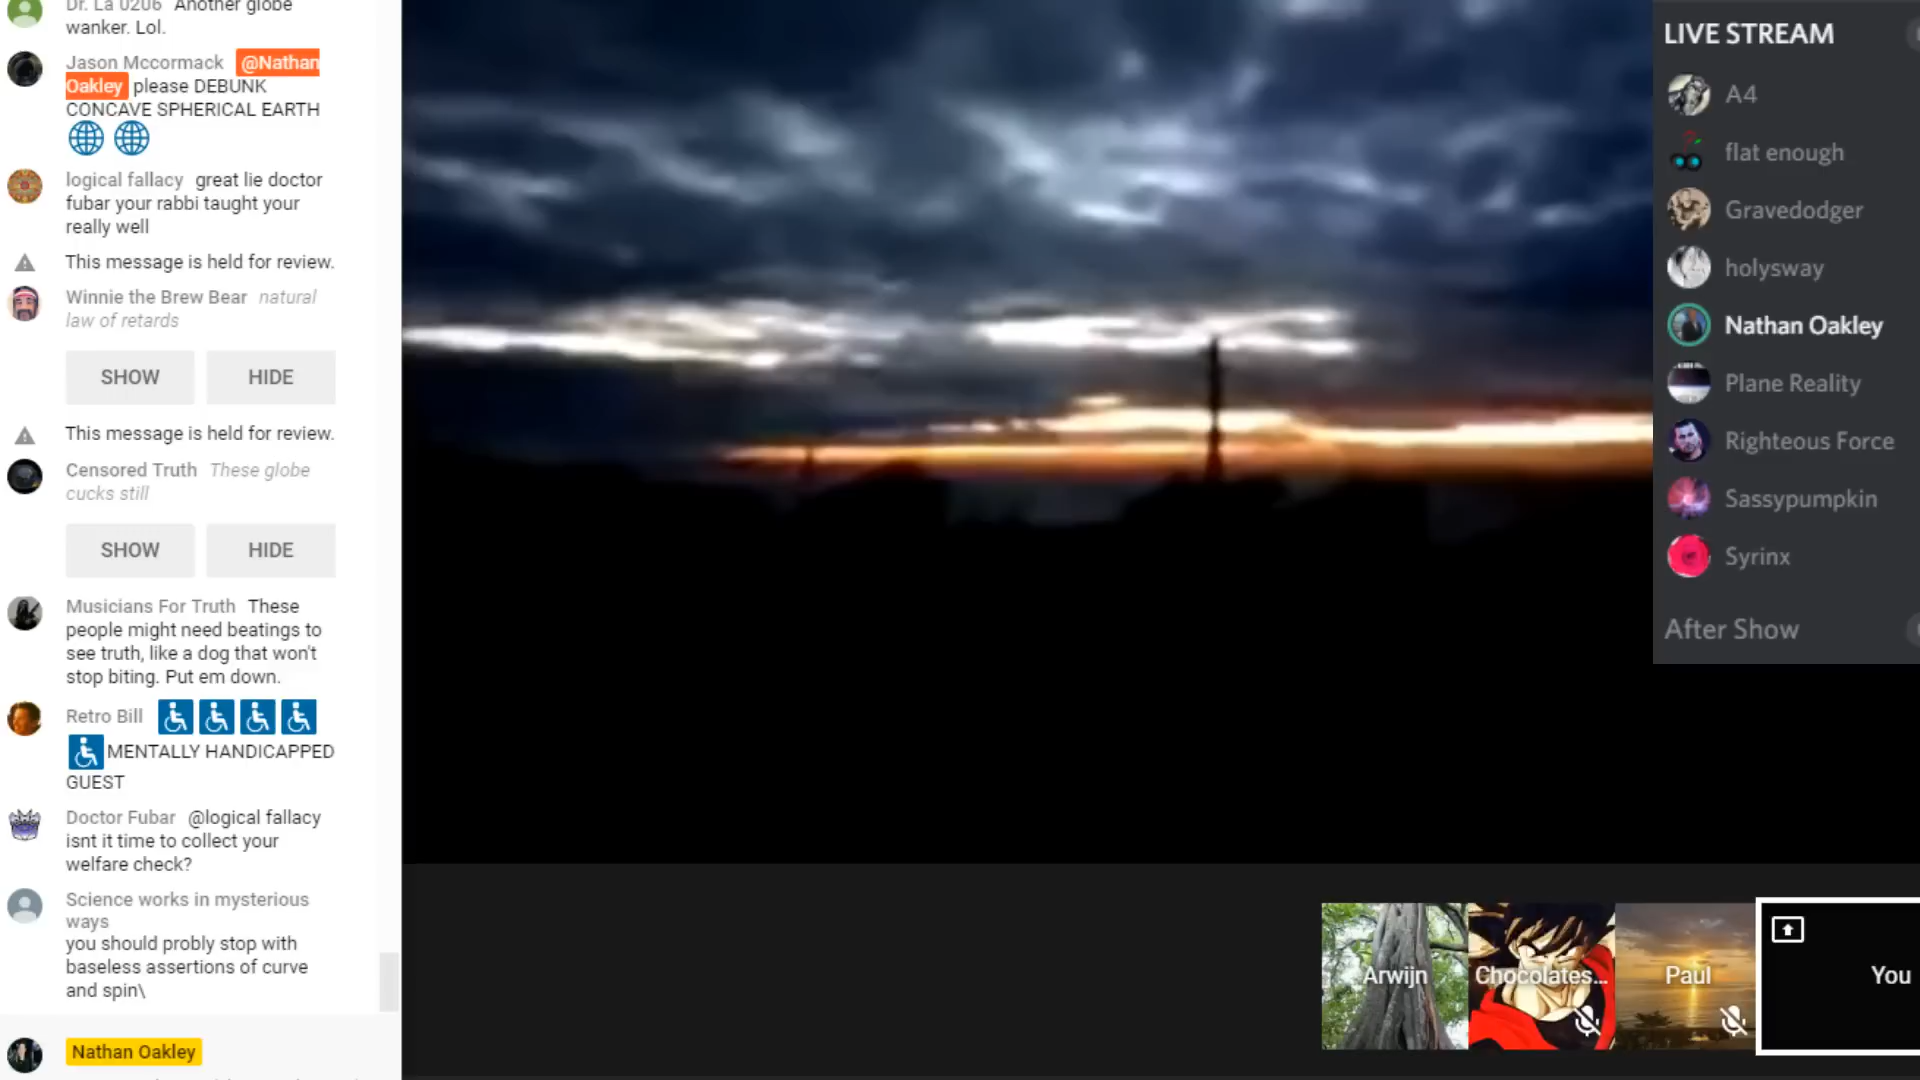 Dr. La 0206 Another globe
wanker. Lol.
Jason Mccormack @Nathan
Oakley please DEBUNK
CONCAVE SPHERICAL EARTH
logical fallacy great lie doctor
fubar your rabbi taught your
really well
This message is held for review.
Winnie the Brew Bear natural
law of retards
SHOW HIDE
This message is held for review.
Censored Truth These globe
cucks still
SHOW HIDE
Musicians For Truth These
people might need beatings to
see truth, like a dog that won't
stop biting. Put em down.
Retro Bill
MENTALLY HANDICAPPED
GUEST
Doctor Fubar @logical fallacy
isnt it time to collect your
welfare check?
Science works in mysterious
ways
you should probly stop with
baseless assertions of curve
and spin\
Nathan Oakley
LIVE STREAM
A4
flat enough
Gravedodger
holysway
Nathan Oakley
Plane Reality
Righteous Force
Sassypumpkin
Syrinx
After Show
Arwijn
Chocolates...
Paul
You